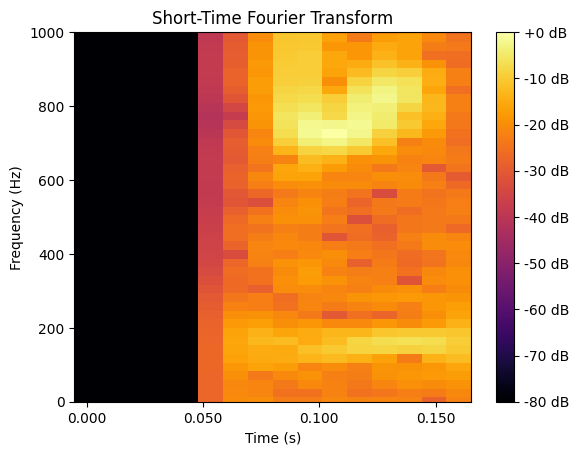 Short-Time Fourier Transform
1000
800
600
400
200
0
Frequency (Hz)
0.000
0.050
0.100
0.150
Time (s)
+0 dB
-10 dB
-20 dB
-30 dB
-40 dB
-50 dB
-60 dB
-70 dB
-80 dB